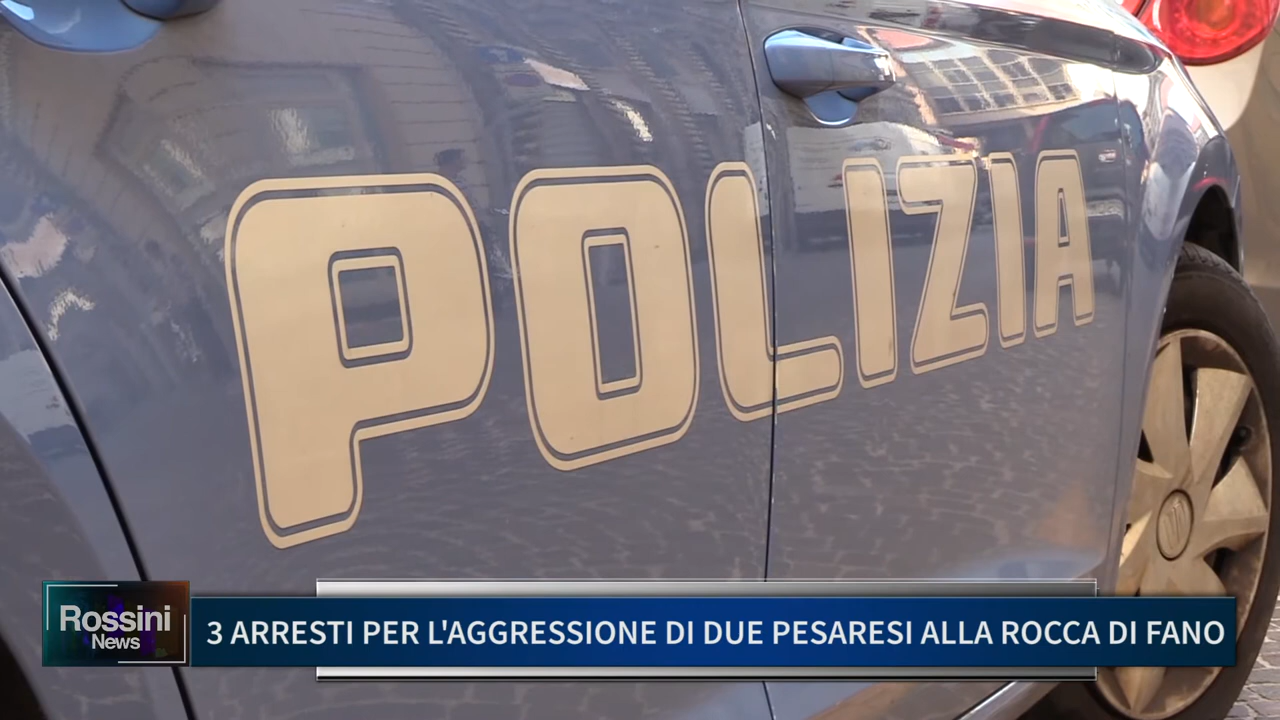 POLIZIA
Rossini
News
3 ARRESTI PER L'AGGRESSIONE DI DUE PESARESI ALLA ROCCA DI FANO